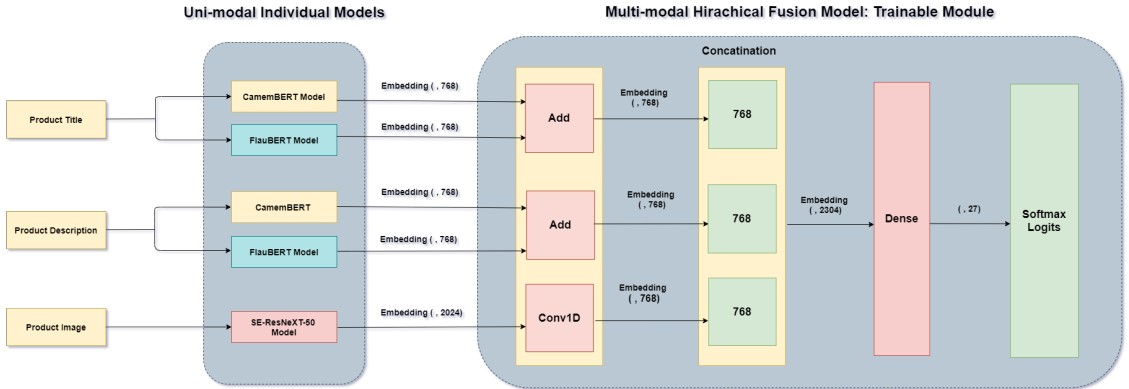 Uni-modal Individual Models
Multi-modal Hirachical Fusion Model: Trainable Module
Concatination
Product Title
CamemBERT Model
FlauBERT Model
Embedding ( , 768)
Embedding ( , 768)
Add
Embedding
( , 768)
768
Product Description
CamemBERT
FlauBERT Model
Embedding ( , 768)
Embedding ( , 768)
Add
Embedding
( , 768)
768
Embedding
( , 2304)
Dense
( , 27)
Softmax
Logits
Product Image
SE-ResNeXT-50
Model
Embedding ( , 2024)
Conv1D
Embedding
( , 768)
768